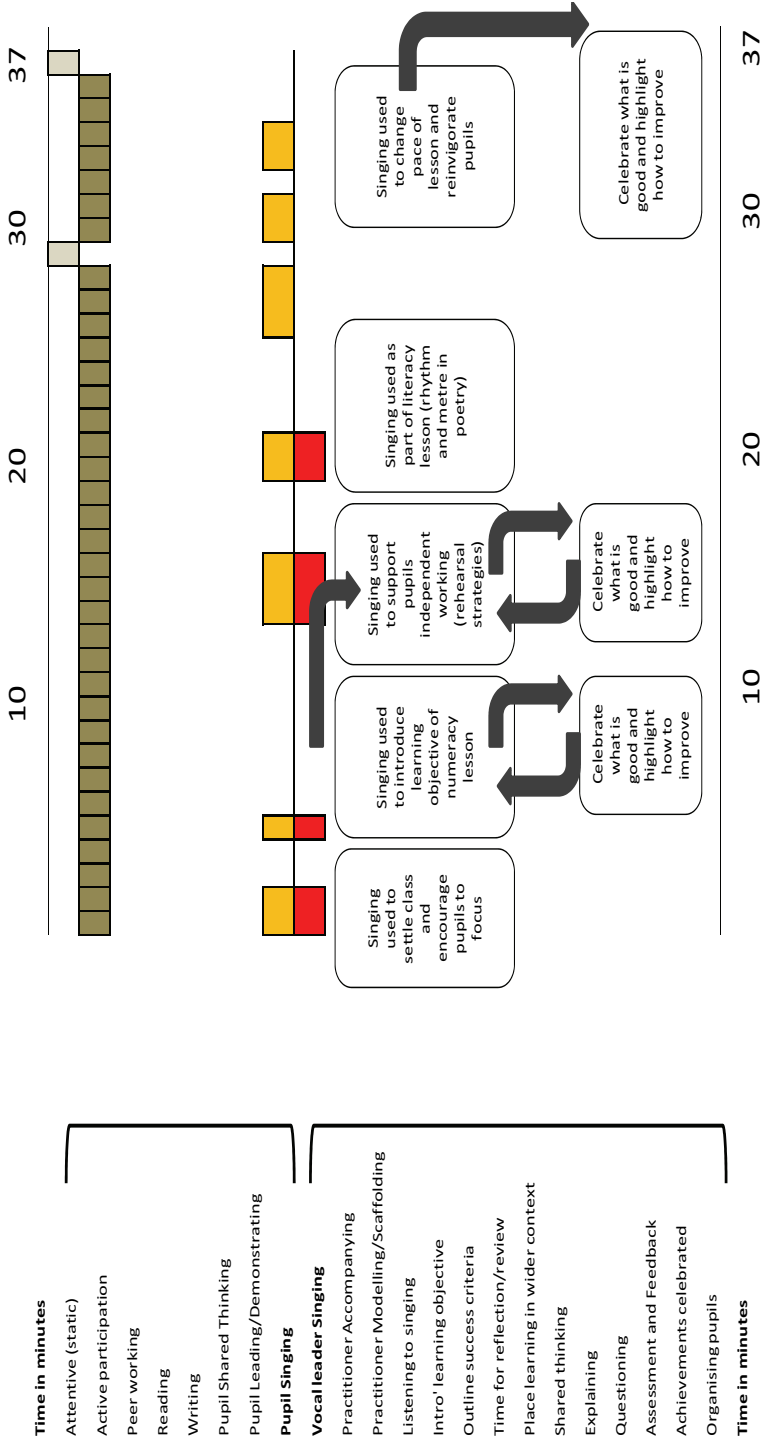 Time in minutes
10
20
30
37
Attentive (static)
Active participation
Peer working
Reading
Writing
Pupil Shared Thinking
Pupil Leading/Demonstrating
Pupil Singing
Vocal leader Singing
Practitioner Accompanying
Practitioner Modelling/Scaffolding
Listening to singing
Intro' learning objective
Outline success criteria
Time for reflection/review
Place learning in wider context
Shared thinking
Explaining
Questioning
Assessment and Feedback
Achievements celebrated
Organising pupils
Time in minutes
10
20
30
37
Singing
used to
settle class
and
encourage
pupils to
focus
Singing used
to introduce
learning
objective of
numeracy
lesson
Singing used
to support
pupils
independent
working
(rehearsal
strategies)
Singing used as
part of literacy
lesson (rhythm
and metre in
poetry)
Singing used
to change
pace of
lesson and
reinvigorate
pupils
Celebrate
what is
good and
highlight
how to
improve
Celebrate
what is
good and
highlight
how to
improve
Celebrate what is
good and highlight
how to improve